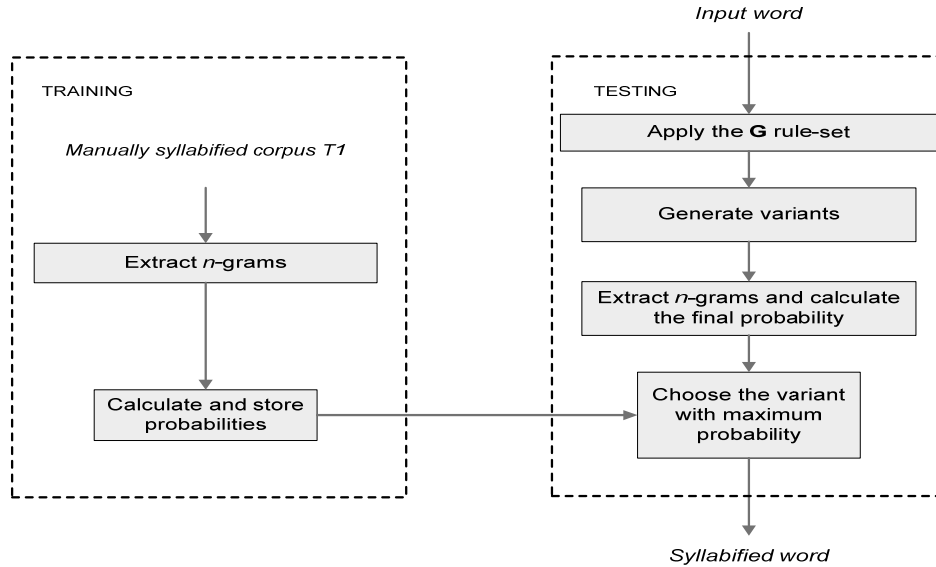 TRAINING
Manually syllabified corpus T1
Extract n-grams
Calculate and store
probabilities
Input word
TESTING
Apply the G rule-set
Generate variants
Extract n-grams and calculate
the final probability
Choose the variant
with maximum
probability
Syllabified word